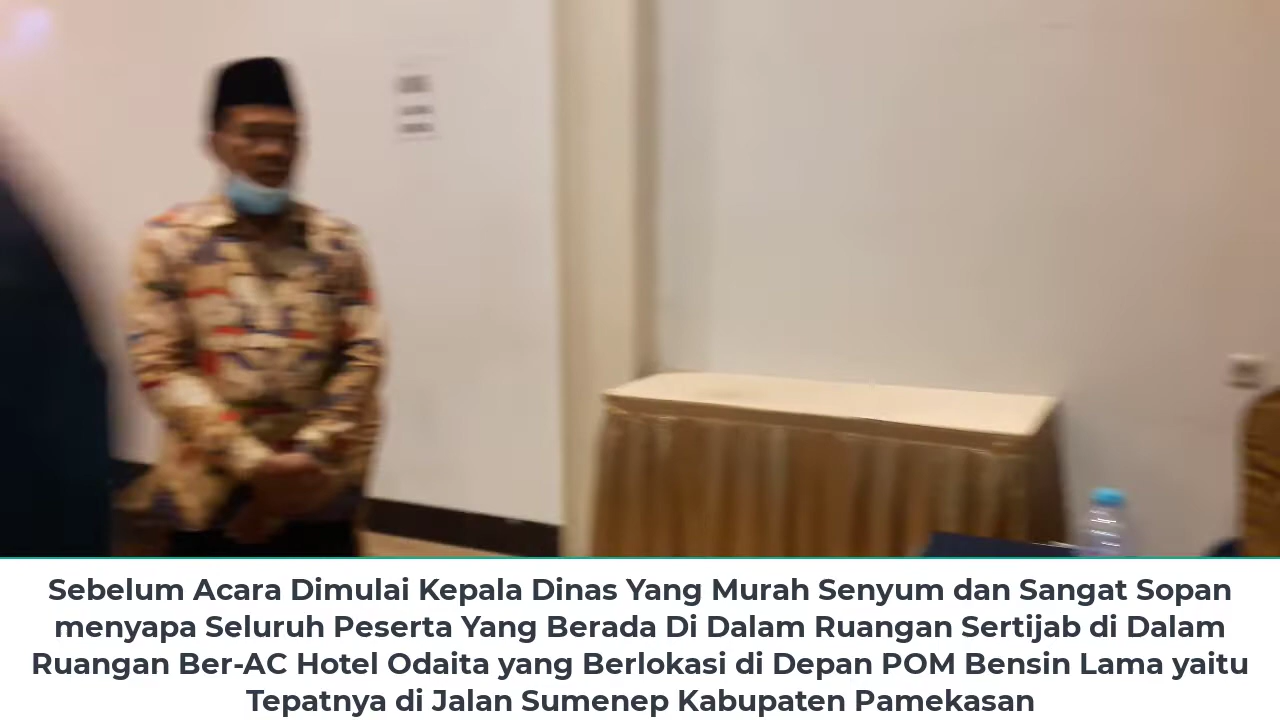 Sebelum Acara Dimulai Kepala Dinas Yang Murah Senyum dan Sangat Sopan
menyapa Seluruh Peserta Yang Berada Di Dalam Ruangan Sertijab di Dalam
Ruangan Ber-AC Hotel Odaita yang Berlokasi di Depan POM Bensin Lama yaitu
Tepatnya di Jalan Sumenep Kabupaten Pamekasan